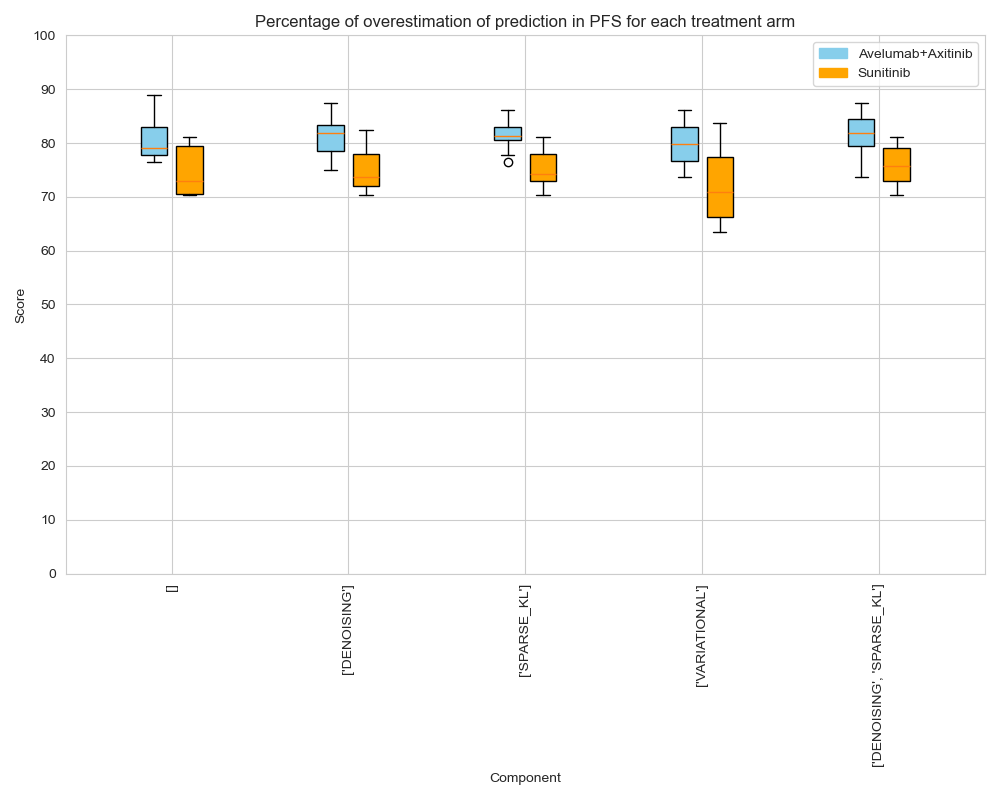 Percentage of overestimation of prediction in PFS for each treatment arm
Avelumab+Axitinib
Sunitinib
Score
100
90
80
70
60
50
40
30
20
10
0
[]
['DENOISING']
['SPARSE_KL']
['VARIATIONAL']
['DENOISING', 'SPARSE_KL']
Component